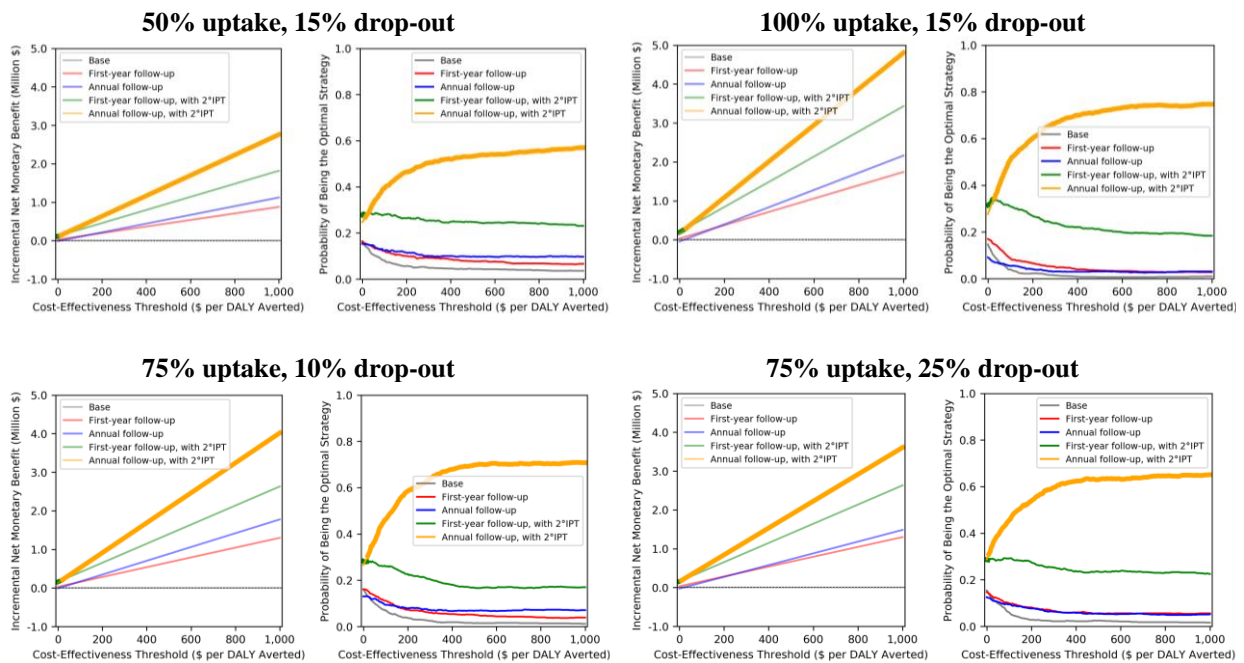 50% uptake, 15% drop-out
Incremental Net Monetary Benefit (Million $)
5.0
4.0
3.0
2.0
1.0
0.0
-1.0
Base
First-year follow-up
Annual follow-up
First-year follow-up, with 2°IPT
Annual follow-up, with 2°IPT
0 200 400 600 800 1,000
Cost-Effectiveness Threshold ($ per DALY Averted)
Probability of Being the Optimal Strategy
1.0
0.8
0.6
0.4
0.2
0.0
Base
First-year follow-up
Annual follow-up
First-year follow-up, with 2°IPT
Annual follow-up, with 2°IPT
0 200 400 600 800 1,000
Cost-Effectiveness Threshold ($ per DALY Averted)
100% uptake, 15% drop-out
Incremental Net Monetary Benefit (Million $)
5.0
4.0
3.0
2.0
1.0
0.0
-1.0
Base
First-year follow-up
Annual follow-up
First-year follow-up, with 2°IPT
Annual follow-up, with 2°IPT
0 200 400 600 800 1,000
Cost-Effectiveness Threshold ($ per DALY Averted)
Probability of Being the Optimal Strategy
1.0
0.8
0.6
0.4
0.2
0.0
Base
First-year follow-up
Annual follow-up
First-year follow-up, with 2°IPT
Annual follow-up, with 2°IPT
0 200 400 600 800 1,000
Cost-Effectiveness Threshold ($ per DALY Averted)
75% uptake, 10% drop-out
Incremental Net Monetary Benefit (Million $)
5.0
4.0
3.0
2.0
1.0
0.0
-1.0
Base
First-year follow-up
Annual follow-up
First-year follow-up, with 2°IPT
Annual follow-up, with 2°IPT
0 200 400 600 800 1,000
Cost-Effectiveness Threshold ($ per DALY Averted)
Probability of Being the Optimal Strategy
1.0
0.8
0.6
0.4
0.2
0.0
Base
First-year follow-up
Annual follow-up
First-year follow-up, with 2°IPT
Annual follow-up, with 2°IPT
0 200 400 600 800 1,000
Cost-Effectiveness Threshold ($ per DALY Averted)
75% uptake, 25% drop-out
Incremental Net Monetary Benefit (Million $)
5.0
4.0
3.0
2.0
1.0
0.0
-1.0
Base
First-year follow-up
Annual follow-up
First-year follow-up, with 2°IPT
Annual follow-up, with 2°IPT
0 200 400 600 800 1,000
Cost-Effectiveness Threshold ($ per DALY Averted)
Probability of Being the Optimal Strategy
1.0
0.8
0.6
0.4
0.2
0.0
Base
First-year follow-up
Annual follow-up
First-year follow-up, with 2°IPT
Annual follow-up, with 2°IPT
0 200 400 600 800 1,000
Cost-Effectiveness Threshold ($ per DALY Averted)